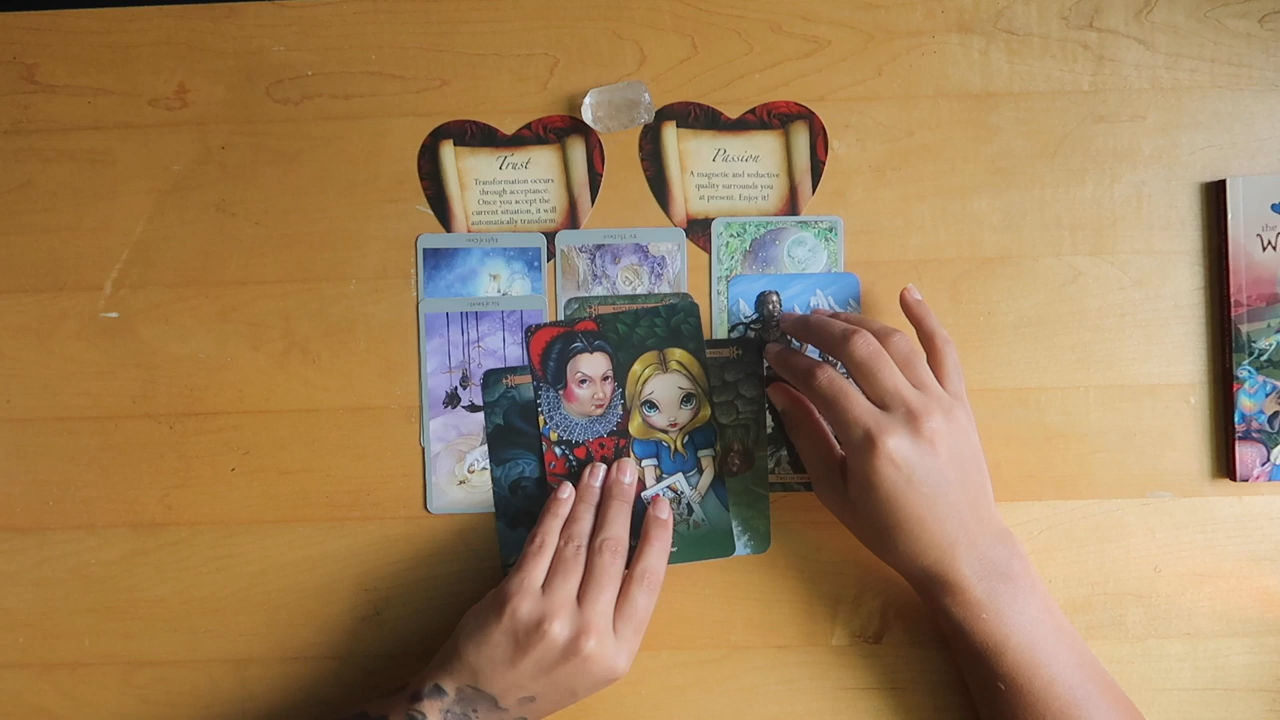 Trust
Transformation occurs
through acceptance.
Once you accept the
current situation, it will
automatically transform.
Passion
A magnetic and seductive
quality surrounds you
at present. Enjoy it!
the
W